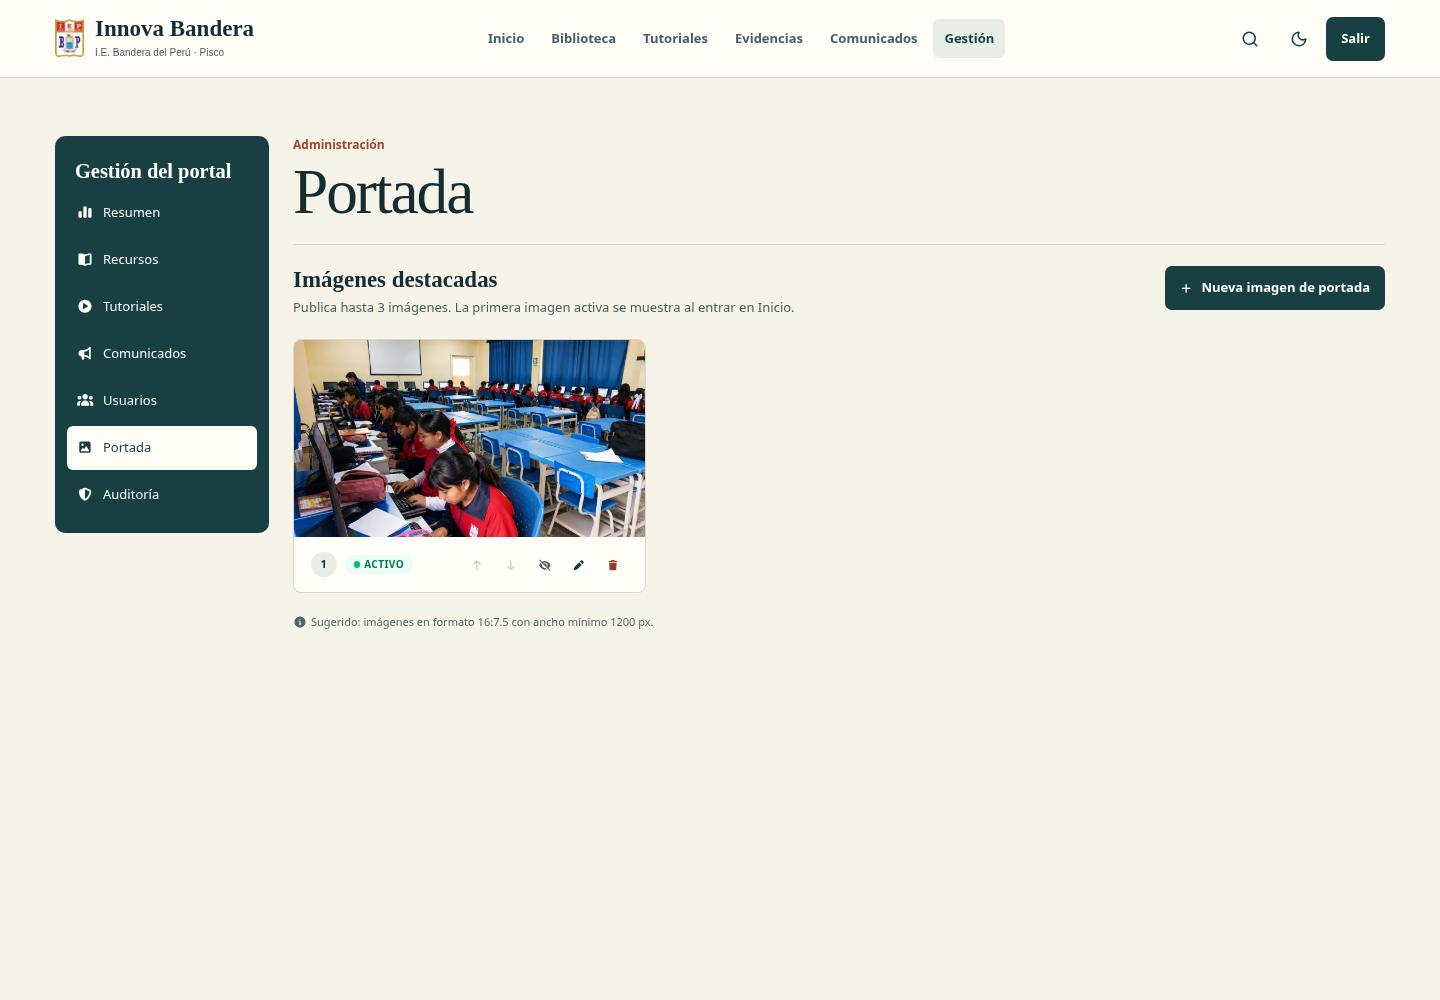 Innova Bandera
I.E. Bandera del Perú · Pisco
Inicio
Biblioteca
Tutoriales
Evidencias
Comunicados
Gestión
Salir
Gestión del portal
Resumen
Recursos
Tutoriales
Comunicados
Usuarios
Portada
Auditoría
Administración
Portada
Imágenes destacadas
Publica hasta 3 imágenes. La primera imagen activa se muestra al entrar en Inicio.
+ Nueva imagen de portada
1
ACTIVO
Sugerido: imágenes en formato 16:7.5 con ancho mínimo 1200 px.